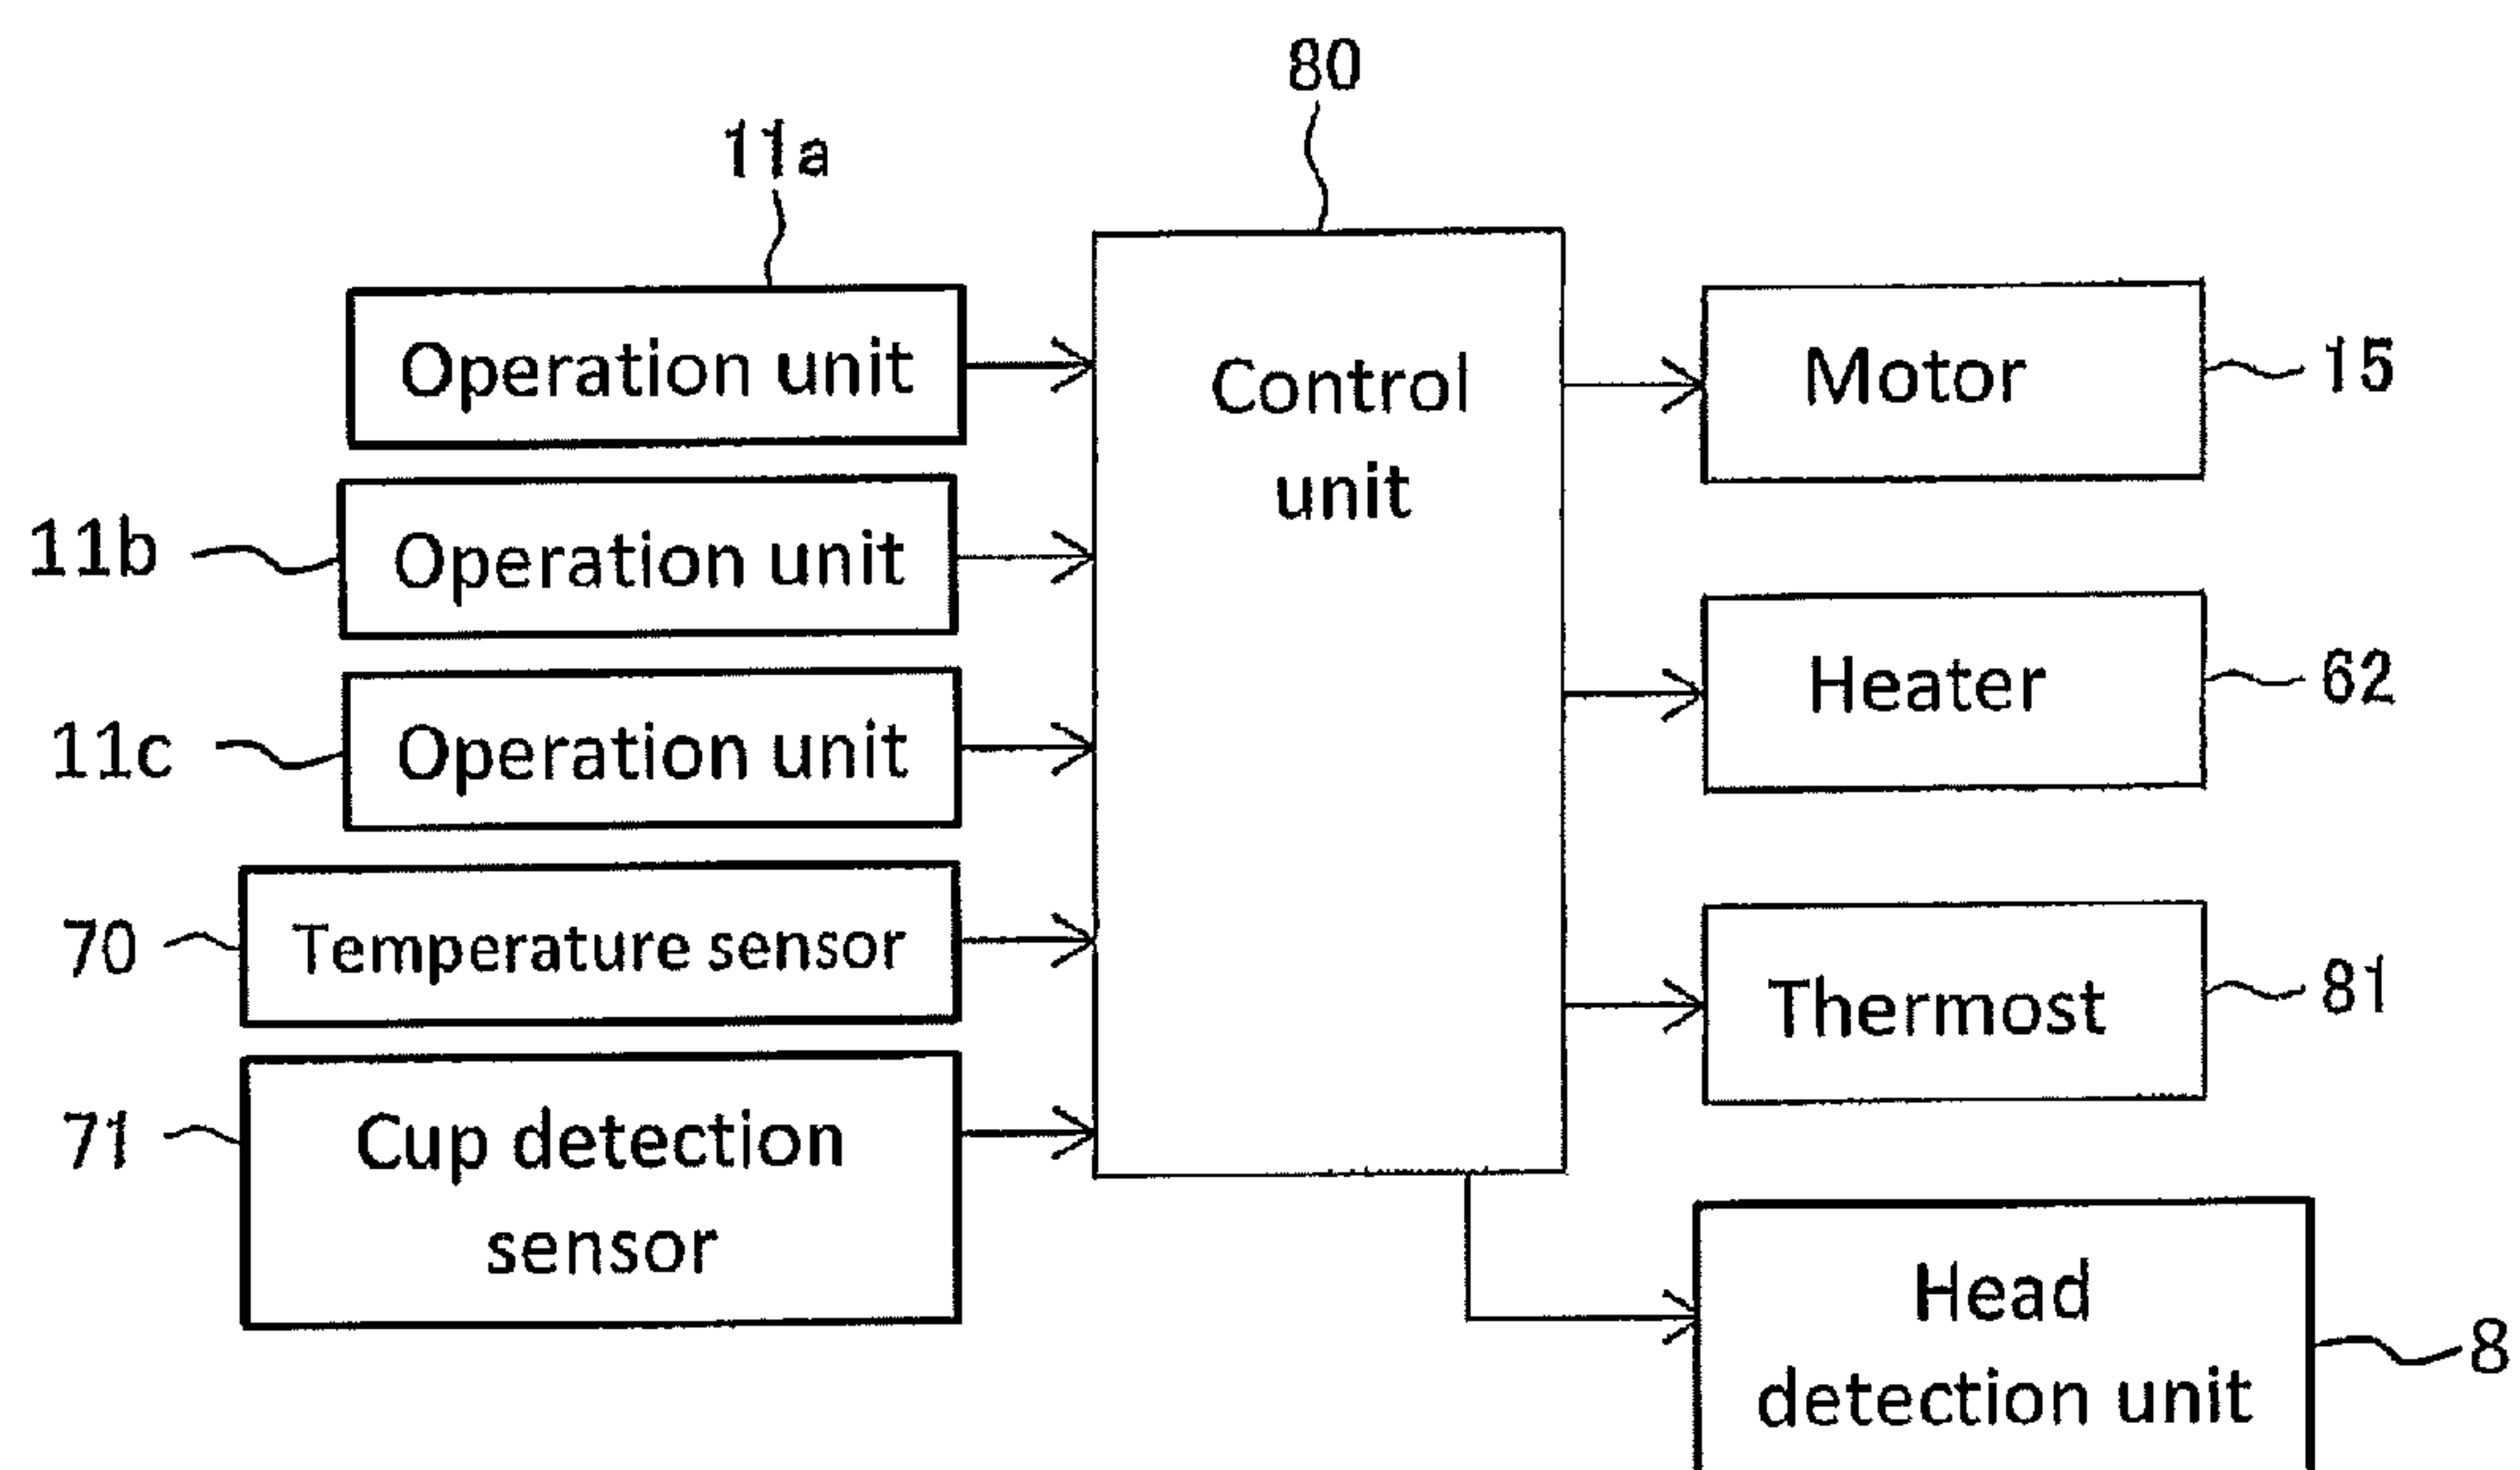 80
11a
Operation unit
Control
unit
Motor
15
11b
Operation unit
11c
Operation unit
Heater
62
70
Temperature sensor
Thermost
81
71
Cup detection
sensor
Head
detection unit
8